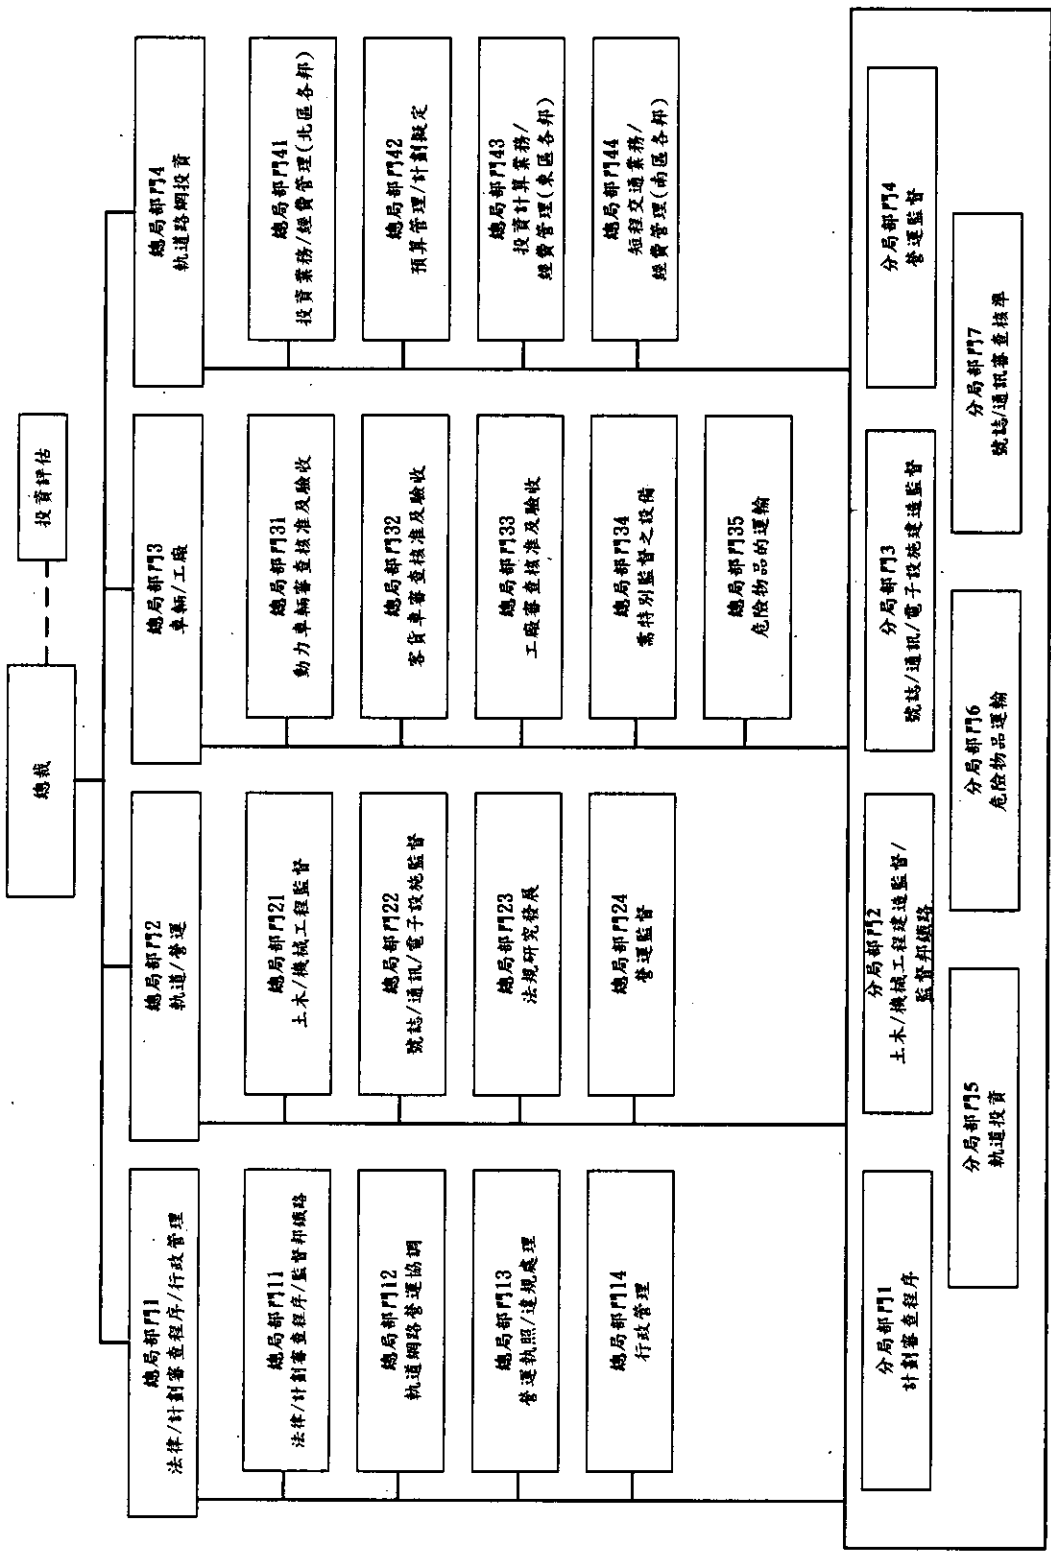 總裁
投資評估
總局部門1
法律/計劃審查程序/行政管理
總局部門2
軌道/營運
總局部門3
車輛/工廠
總局部門4
軌道路網投資
總局部門11
法律/計劃審查程序/監督邦鐵路
總局部門12
軌道網路營運協調
總局部門13
營運執照/違規處理
總局部門14
行政管理
總局部門21
土木/機械工程監督
總局部門22
號誌/通訊/電子設施監督
總局部門23
法規研究發展
總局部門24
營運監督
總局部門31
動力車輛審查核准及驗收
總局部門32
客貨車審查核准及驗收
總局部門33
工廠審查核准及驗收
總局部門34
需特別監督之設備
總局部門35
危險物品的運輸
總局部門41
投資業務/經費管理(北區各邦)
總局部門42
預算管理/計劃擬定
總局部門43
投資計算業務/
經費管理(東區各邦)
總局部門44
短程交通業務/
經費管理(南區各邦)
分局部門1
計劃審查程序
分局部門2
土木/機械工程建造監督/
監督邦鐵路
分局部門3
號誌/通訊/電子設施建造監督
分局部門4
營運監督
分局部門5
軌道投資
分局部門6
危險物品運輸
分局部門7
號誌/通訊審查核準